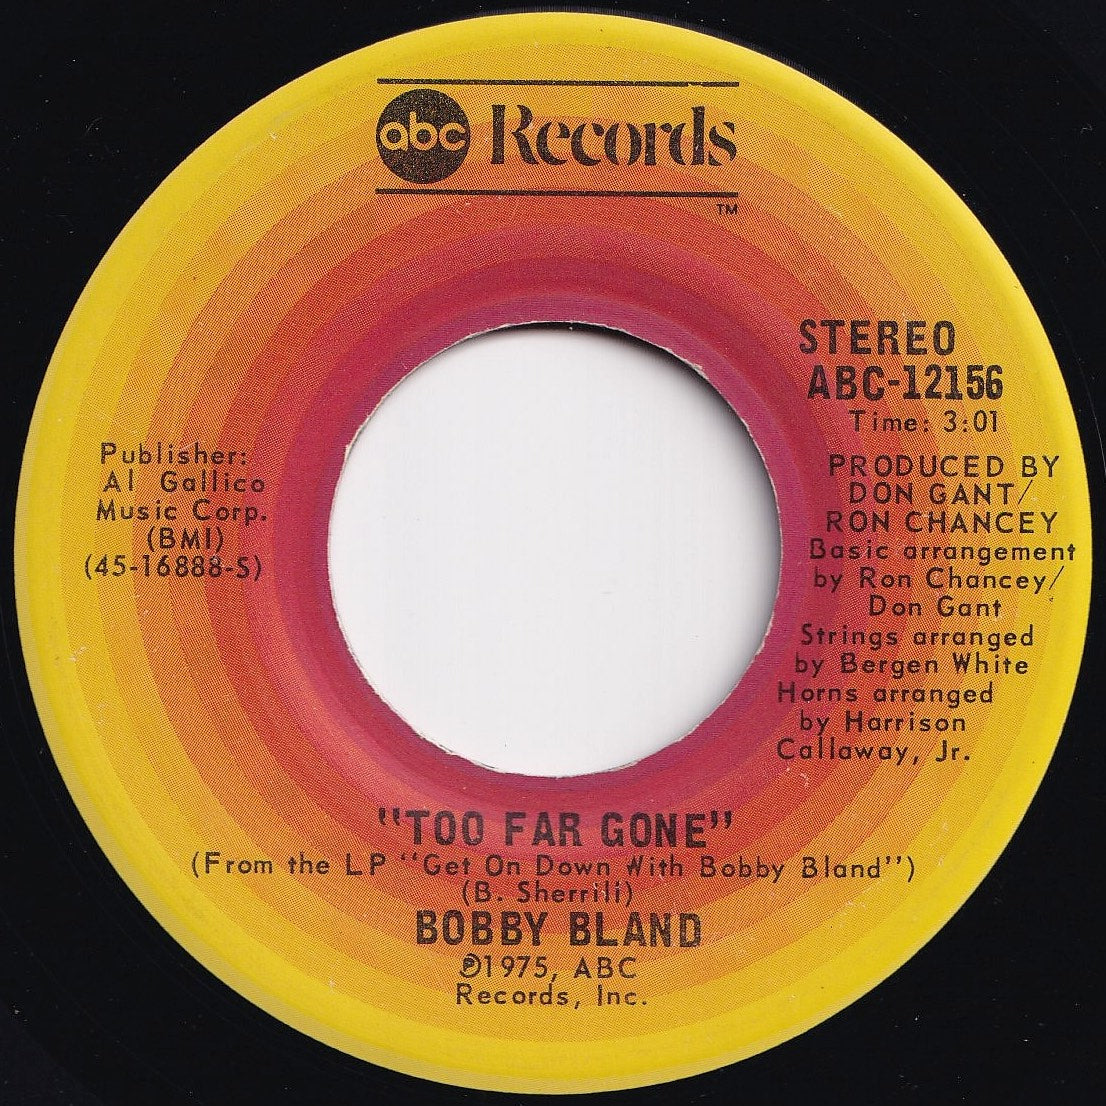 abc Records
TM
STEREO
ABC-12156
Time: 3:01
Publisher:
Al Gallico
Music Corp.
(BMI)
(45-16888-S)
PRODUCED BY
DON GANT/
RON CHANCEY
Basic arrangement
by Ron Chancey/
Don Gant
Strings arranged
by Bergen White
Horns arranged
by Harrison
Callaway, Jr.
"TOO FAR GONE"
(From the LP "Get On Down With Bobby Bland")
(B. Sherrill)
BOBBY BLAND
℗1975, ABC
Records, Inc.